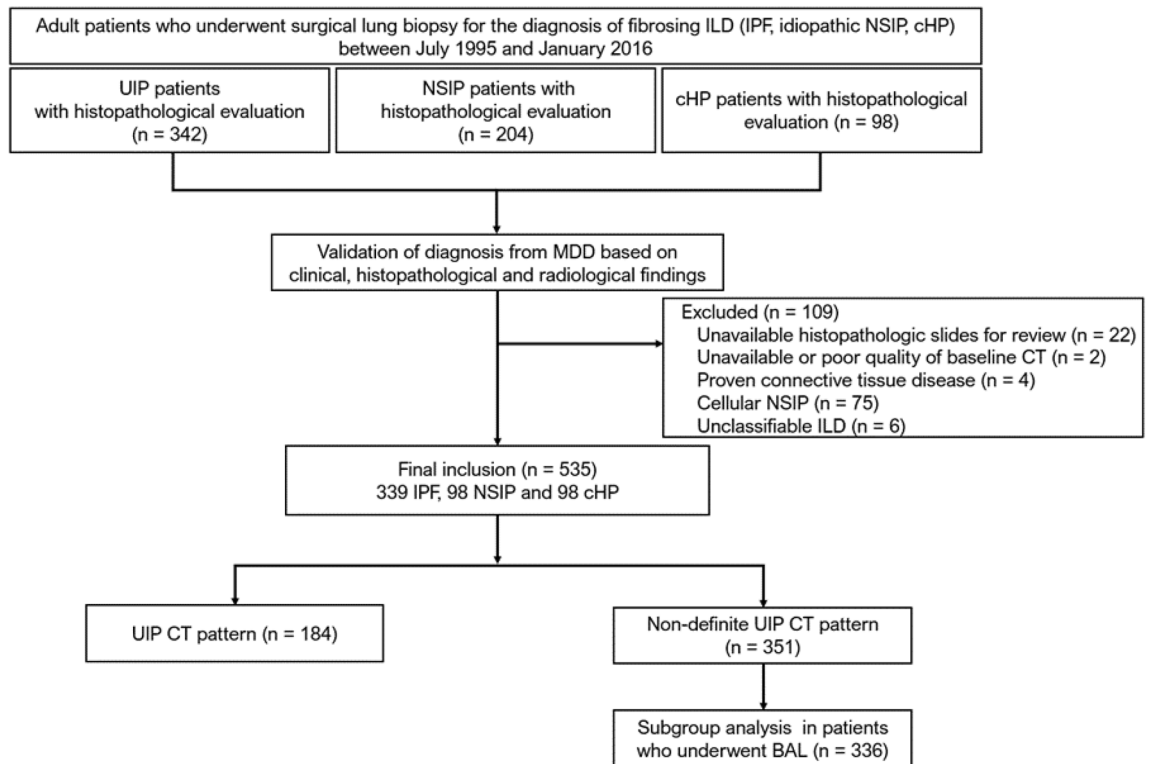 Adult patients who underwent surgical lung biopsy for the diagnosis of fibrosing ILD (IPF, idiopathic NSIP, cHP)
between July 1995 and January 2016
UIP patients
with histopathological evaluation
(n = 342)
NSIP patients with
histopathological evaluation
(n = 204)
cHP patients with histopathological
evaluation (n = 98)
Validation of diagnosis from MDD based on
clinical, histopathological and radiological findings
Excluded (n = 109)
Unavailable histopathologic slides for review (n = 22)
Unavailable or poor quality of baseline CT (n = 2)
Proven connective tissue disease (n = 4)
Cellular NSIP (n = 75)
Unclassifiable ILD (n = 6)
Final inclusion (n = 535)
339 IPF, 98 NSIP and 98 cHP
UIP CT pattern (n = 184)
Non-definite UIP CT pattern
(n = 351)
Subgroup analysis in patients
who underwent BAL (n = 336)